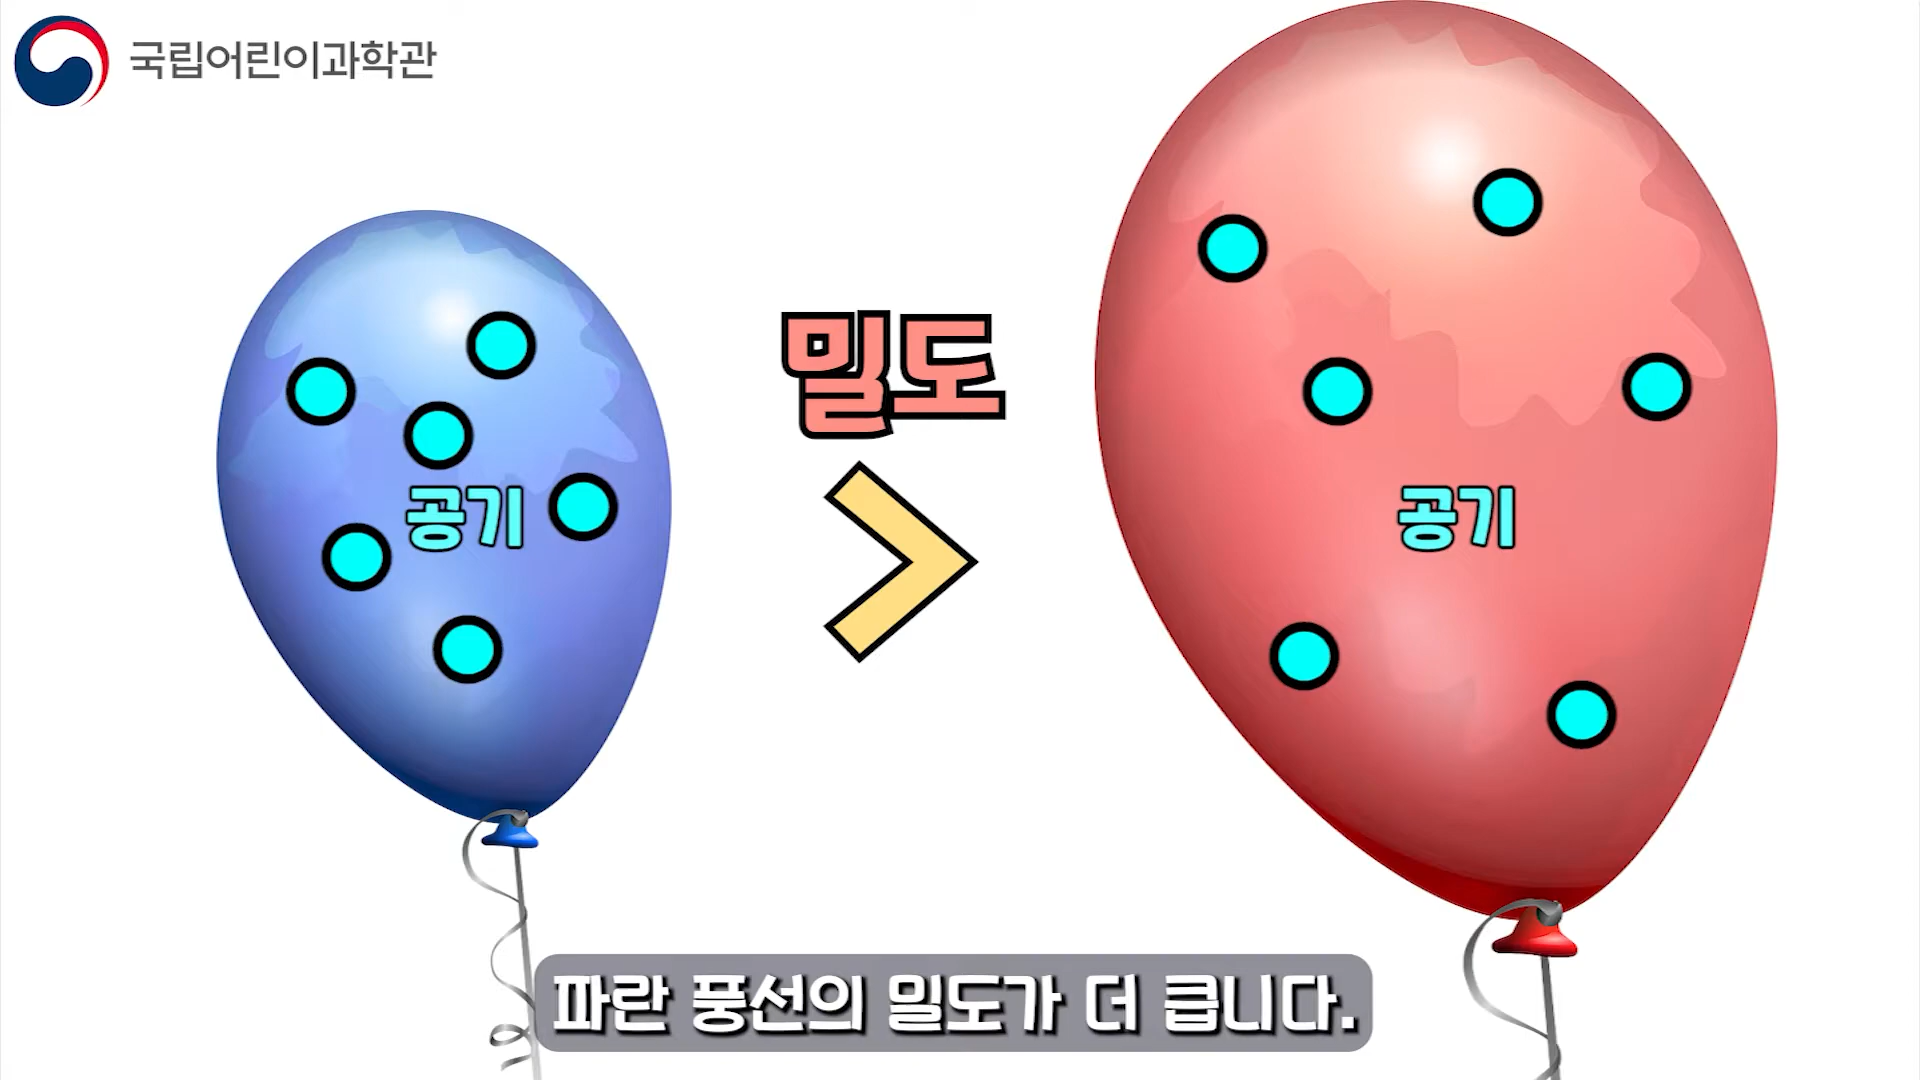 국립어린이과학관
밀도
>
공기
공기
파란 풍선의 밀도가 더 큽니다.